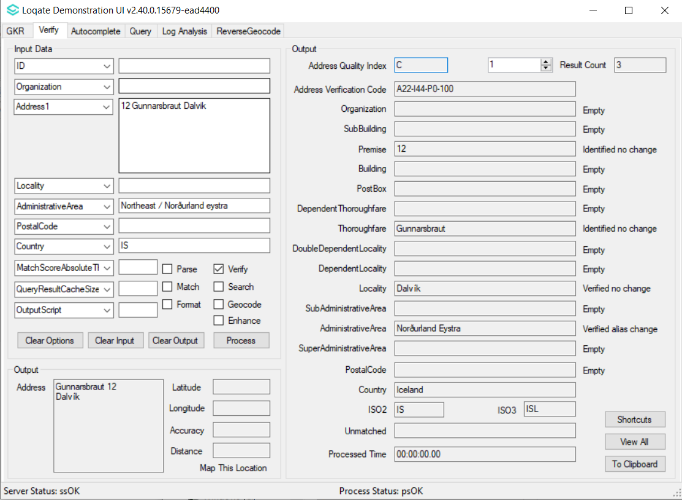 Loqate Demonstration UI v2.40.0.15679-ead4400
GKR Verify Autocomplete Query Log Analysis ReverseGeocode
Input Data
ID
Organization
Address1 12 Gunnarsbraut Dalvik
Locality
AdministrativeArea Northeast / Norðurland eystra
PostalCode
Country IS
MatchScoreAbsoluteTl Parse Verify
QueryResultCacheSize Match Search
OutputScript Format Geocode
Enhance
Clear Options Clear Input Clear Output Process
Output
Address Gunnarsbraut 12
Dalvík
Latitude
Longitude
Accuracy
Distance
Map This Location
Output
Address Quality Index C 1 Result Count 3
Address Verification Code A22-I44-P0-100
Organization Empty
SubBuilding Empty
Premise 12 Identified no change
Building Empty
PostBox Empty
DependentThoroughfare Empty
Thoroughfare Gunnarsbraut Identified no change
DoubleDependentLocality Empty
DependentLocality Empty
Locality Dalvík Verified no change
SubAdministrativeArea Empty
AdministrativeArea Norðurland Eystra Verified alias change
SuperAdministrativeArea Empty
PostalCode Empty
Country Iceland
ISO2 IS ISO3 ISL
Unmatched
Processed Time 00:00:00.00
Shortcuts
View All
To Clipboard
Server Status: ssOK Process Status: psOK